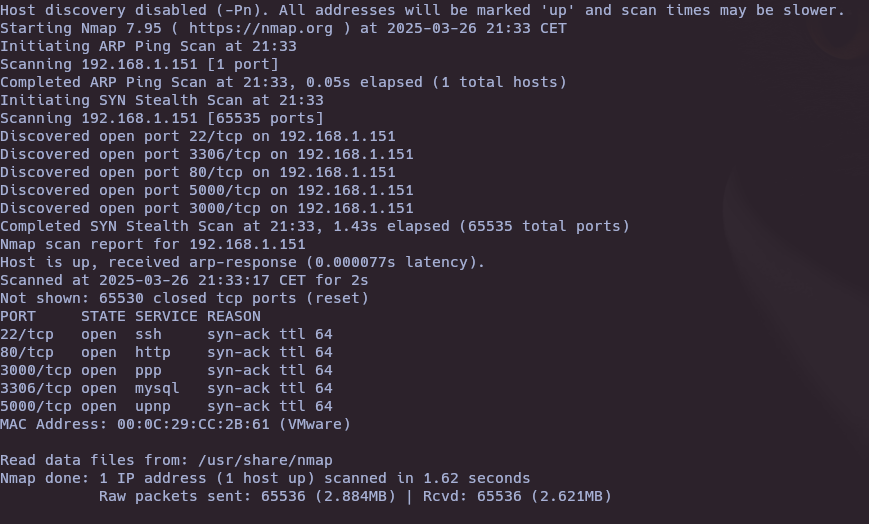 Host discovery disabled (-Pn). All addresses will be marked 'up' and scan times may be slower.
Starting Nmap 7.95 ( https://nmap.org ) at 2025-03-26 21:33 CET
Initiating ARP Ping Scan at 21:33
Scanning 192.168.1.151 [1 port]
Completed ARP Ping Scan at 21:33, 0.05s elapsed (1 total hosts)
Initiating SYN Stealth Scan at 21:33
Scanning 192.168.1.151 [65535 ports]
Discovered open port 22/tcp on 192.168.1.151
Discovered open port 3306/tcp on 192.168.1.151
Discovered open port 80/tcp on 192.168.1.151
Discovered open port 5000/tcp on 192.168.1.151
Discovered open port 3000/tcp on 192.168.1.151
Completed SYN Stealth Scan at 21:33, 1.43s elapsed (65535 total ports)
Nmap scan report for 192.168.1.151
Host is up, received arp-response (0.000077s latency).
Scanned at 2025-03-26 21:33:17 CET for 2s
Not shown: 65530 closed tcp ports (reset)
PORT     STATE SERVICE REASON
22/tcp   open  ssh     syn-ack ttl 64
80/tcp   open  http    syn-ack ttl 64
3000/tcp open  ppp     syn-ack ttl 64
3306/tcp open  mysql   syn-ack ttl 64
5000/tcp open  upnp    syn-ack ttl 64
MAC Address: 00:0C:29:CC:2B:61 (VMware)

Read data files from: /usr/share/nmap
Nmap done: 1 IP address (1 host up) scanned in 1.62 seconds
           Raw packets sent: 65536 (2.884MB) | Rcvd: 65536 (2.621MB)